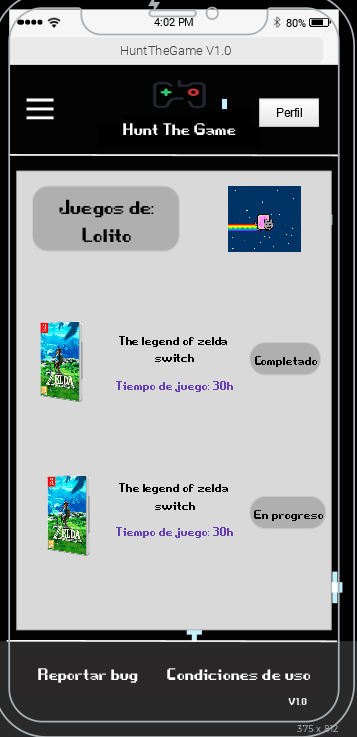 4:02 PM
80%
HuntTheGame V1.0
Perfil
Hunt The Game
Juegos de:
Lolito
The legend of zelda
switch
Tiempo de juego: 30h
Completado
ZELDA
The legend of zelda
switch
Tiempo de juego: 30h
En progreso
ZELDA
Reportar bug
Condiciones de uso
V1.0
375 x 812